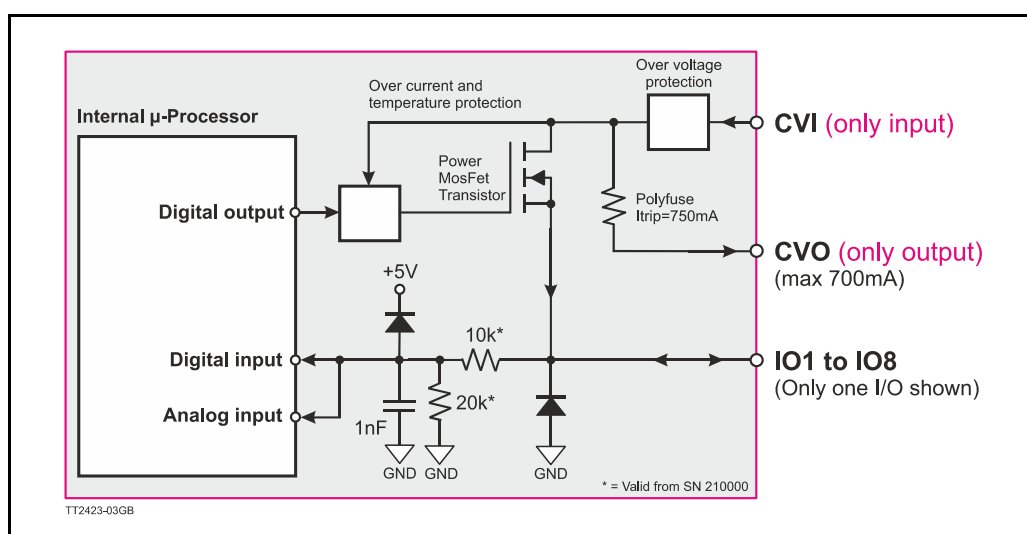 Over voltage
protection
Over current and
temperature protection
Internal µ-Processor
CVI (only input)
Power
MosFet
Transistor
Polyfuse
Itrip=750mA
Digital output
CVO (only output)
(max 700mA)
+5V
10k*
Digital input
IO1 to IO8
(Only one I/O shown)
20k*
Analog input
1nF
GND
GND
GND
* = Valid from SN 210000
TT2423-03GB